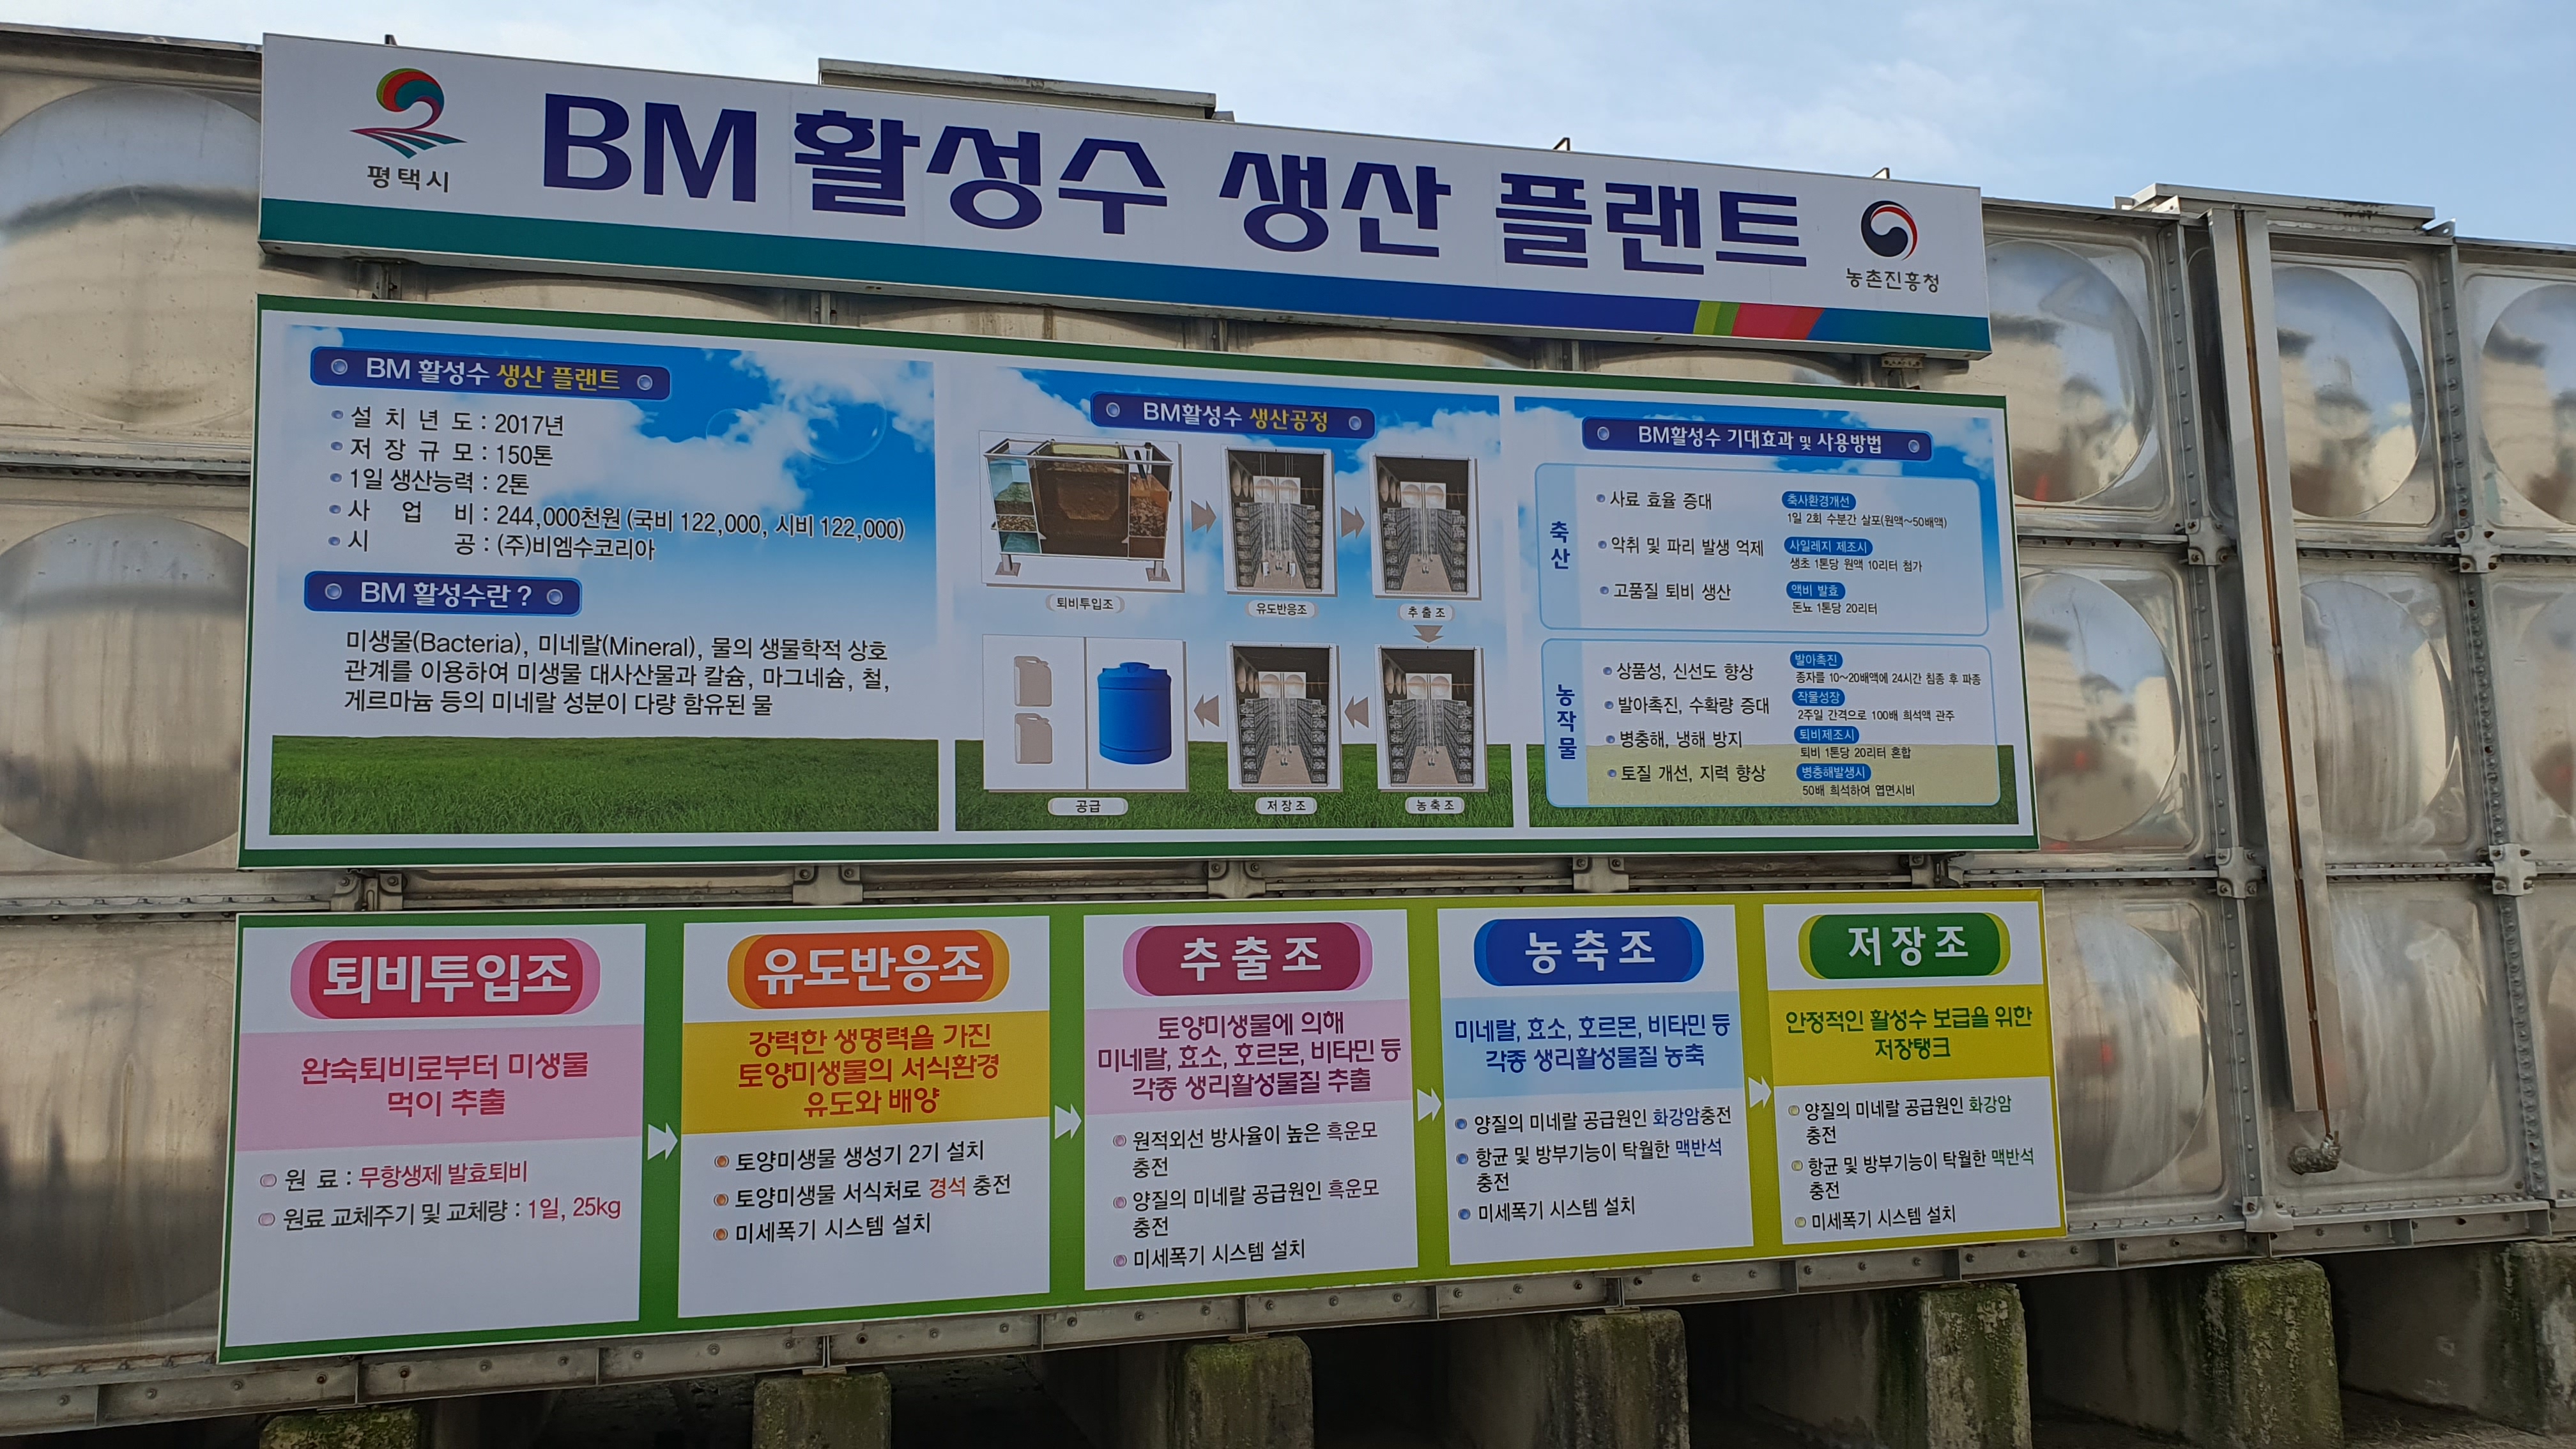 평택시
BM활성수 생산 플랜트
농촌진흥청
BM 활성수 생산 플랜트
설 치 년 도 : 2017년
저 장 규 모 : 150톤
1일 생산능력 : 2톤
사 업 비 : 244,000천원 (국비 122,000, 시비 122,000)
시 공 : (주)비엠수코리아
BM 활성수란 ?
미생물(Bacteria), 미네랄(Mineral), 물의 생물학적 상호
관계를 이용하여 미생물 대사산물과 칼슘, 마그네슘, 철,
게르마늄 등의 미네랄 성분이 다량 함유된 물
BM활성수 생산공정
퇴비투입조
유도반응조
추 출 조
공급
저 장 조
농 축 조
BM활성수 기대효과 및 사용방법
축산
사료 효율 증대
악취 및 파리 발생 억제
고품질 퇴비 생산
축사환경개선
1일 2회 수분간 살포(원액~50배액)
사일레지 제조시
생초 1톤당 원액 10리터 첨가
액비 발효
돈뇨 1톤당 20리터
농작물
상품성, 신선도 향상
발아촉진, 수확량 증대
병충해, 냉해 방지
토질 개선, 지력 향상
발아촉진
종자를 10~20배액에 24시간 침종 후 파종
작물성장
2주일 간격으로 100배 희석액 관주
퇴비제조시
퇴비 1톤당 20리터 혼합
병충해발생시
50배 희석하여 엽면시비
퇴비투입조
완숙퇴비로부터 미생물
먹이 추출
원 료 : 무항생제 발효퇴비
원료 교체주기 및 교체량 : 1일, 25kg
유도반응조
강력한 생명력을 가진
토양미생물의 서식환경
유도와 배양
토양미생물 생성기 2기 설치
토양미생물 서식처로 경석 충전
미세폭기 시스템 설치
추 출 조
토양미생물에 의해
미네랄, 효소, 호르몬, 비타민 등
각종 생리활성물질 추출
원적외선 방사율이 높은 흑운모
충전
양질의 미네랄 공급원인 흑운모
충전
미세폭기 시스템 설치
농 축 조
미네랄, 효소, 호르몬, 비타민 등
각종 생리활성물질 농축
양질의 미네랄 공급원인 화강암충전
항균 및 방부기능이 탁월한 맥반석
충전
미세폭기 시스템 설치
저 장 조
안정적인 활성수 보급을 위한
저장탱크
양질의 미네랄 공급원인 화강암
충전
항균 및 방부기능이 탁월한 맥반석
충전
미세폭기 시스템 설치